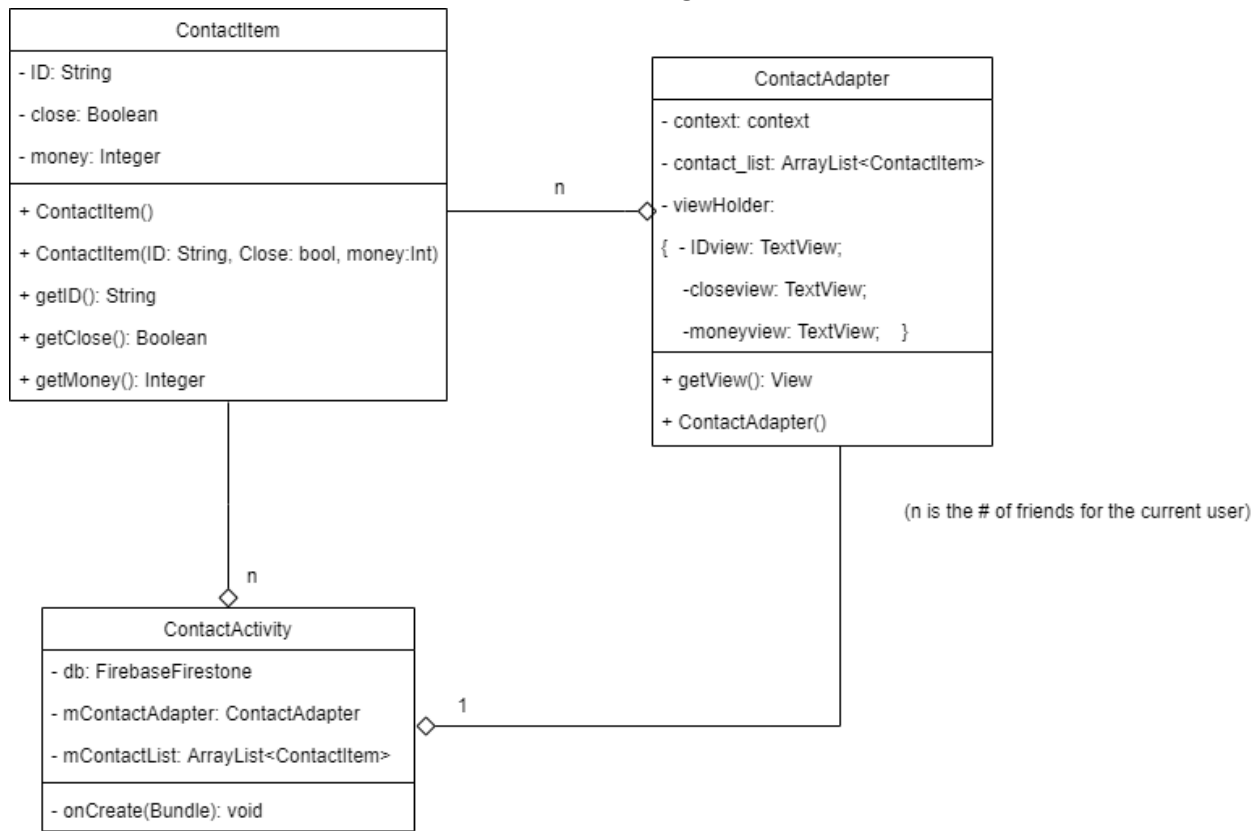 ContactItem
- ID: String
- close: Boolean
- money: Integer
+ ContactItem()
+ ContactItem(ID: String, Close: bool, money:Int)
+ getID(): String
+ getClose(): Boolean
+ getMoney(): Integer
n
ContactAdapter
- context: context
- contact_list: ArrayList<ContactItem>
- viewHolder:
{ - IDview: TextView;
-closeview: TextView;
-moneyview: TextView; }
+ getView(): View
+ ContactAdapter()
(n is the # of friends for the current user)
n
ContactActivity
- db: FirebaseFirestone
- mContactAdapter: ContactAdapter
- mContactList: ArrayList<ContactItem>
- onCreate(Bundle): void
1